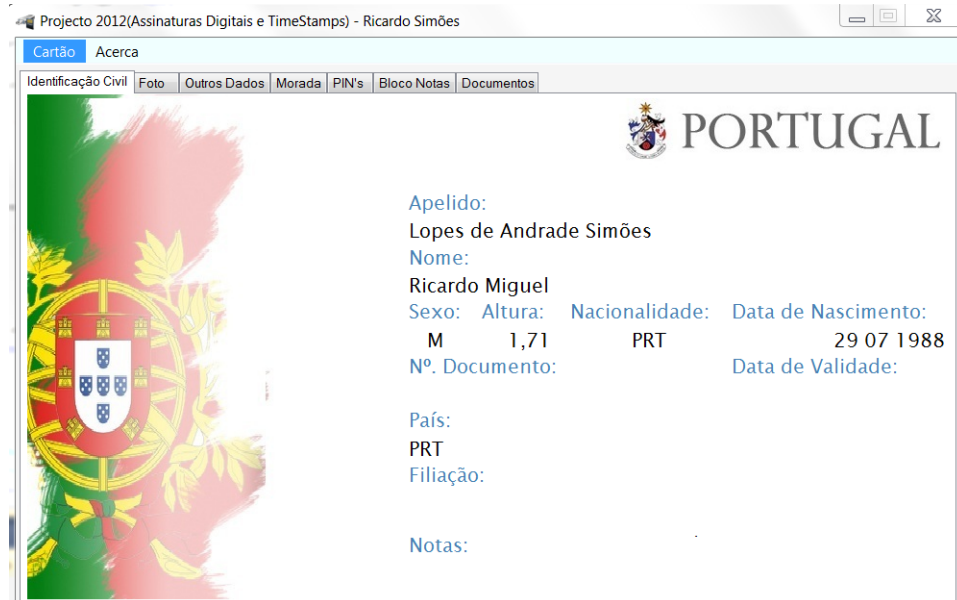 Projecto 2012(Assinaturas Digitais e TimeStamps) - Ricardo Simões
Cartão Acerca
Identificação Civil Foto Outros Dados Morada PIN's Bloco Notas Documentos
PORTUGAL
Apelido:
Lopes de Andrade Simões
Nome:
Ricardo Miguel
Sexo: Altura: Nacionalidade: Data de Nascimento:
M 1,71 PRT 29 07 1988
Nº. Documento: Data de Validade:
País:
PRT
Filiação:
Notas: